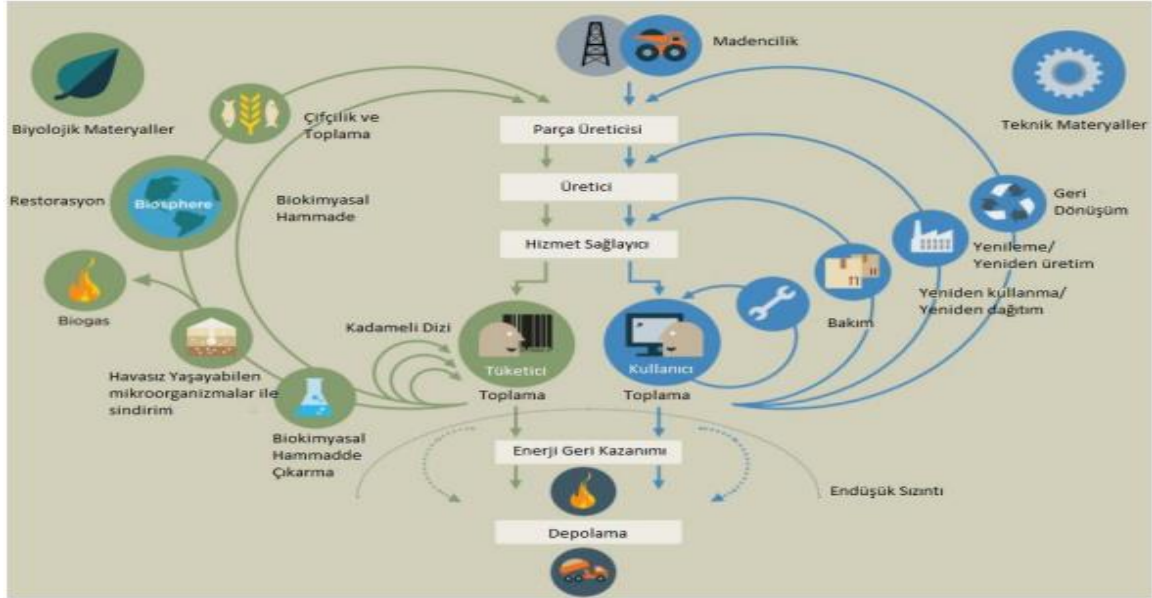 Madencilik
Biyolojik Materyaller
Çifçilik ve
Toplama
Parça Üreticisi
Teknik Materyaller
Restorasyon
Biosphere
Biokimyasal
Hammade
Üretici
Geri
Dönüşüm
Hizmet Sağlayıcı
Yenileme/
Yeniden üretim
Biogas
Kadameli Dizi
Bakım
Yeniden kullanma/
Yeniden dağıtım
Havasız Yaşayabilen
mikroorganizmalar ile
sindirim
Tüketici
Kullanıcı
Toplama
Toplama
Biokimyasal
Hammadde
Çıkarma
Enerji Geri Kazanımı
Endüşük Sızıntı
Depolama